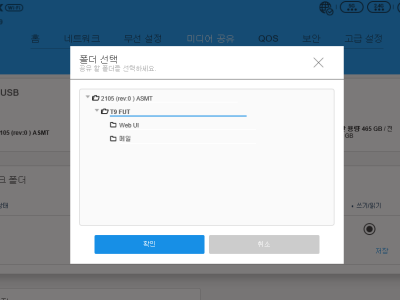 홈 네트워크 무선 설정 미디어 공유 QOS 보안 고급 설정
USB
폴더 선택
공유 할 폴더를 선택하세요.
2105 (rev:0 ) ASMT
T9 FUT
Web UI
메일
2105 (rev:0 ) ASMT
용량 465 GB / 전
GB
크 폴더
상태
쓰기/읽기
저장
확인
취소